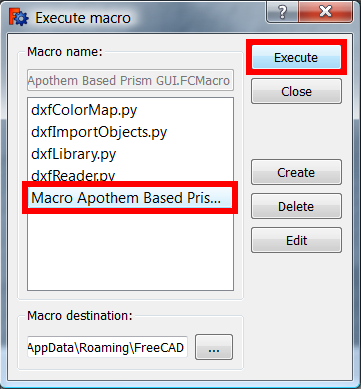 Execute macro
?
Macro name:
Execute
Apothem Based Prism GUI.FCMacro
Close
dxfColorMap.py
dxfImportObjects.py
dxfLibrary.py
dxfReader.py
Create
Macro Apothem Based Pris...
Delete
Edit
Macro destination:
AppData\Roaming\FreeCAD
...